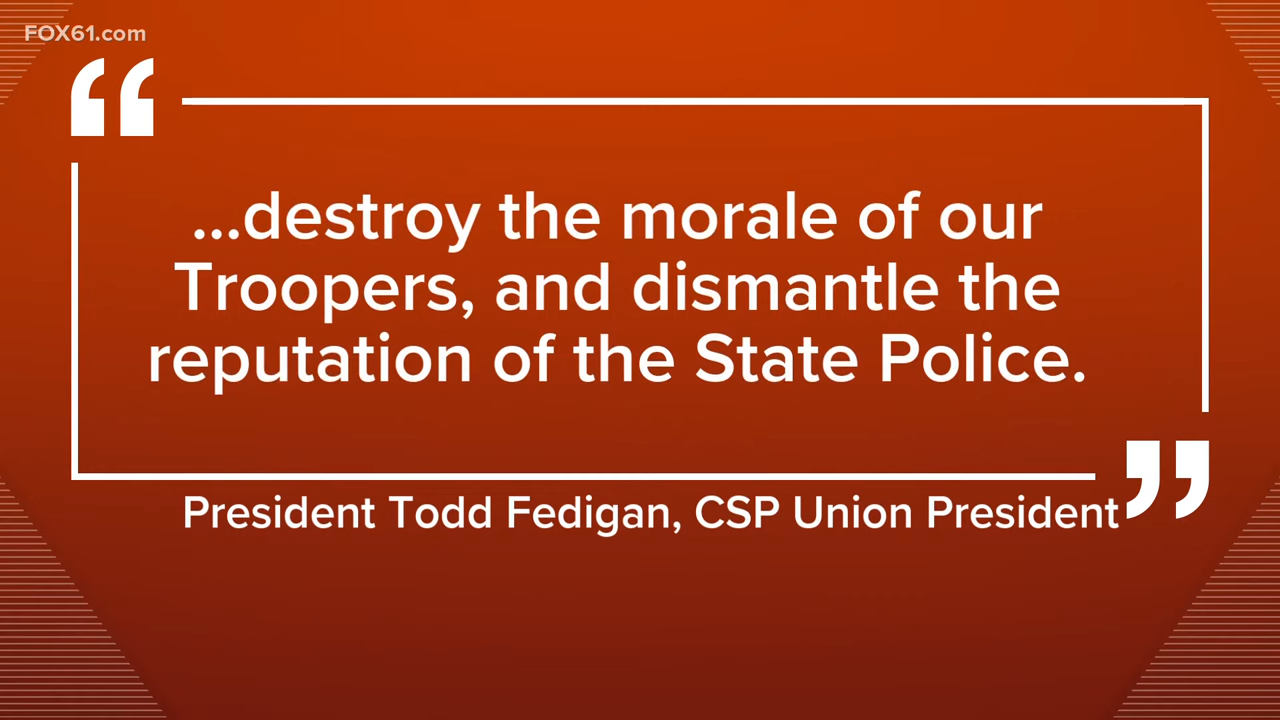 FOX61.com
“
...destroy the morale of our
Troopers, and dismantle the
reputation of the State Police.
”
President Todd Fedigan, CSP Union President